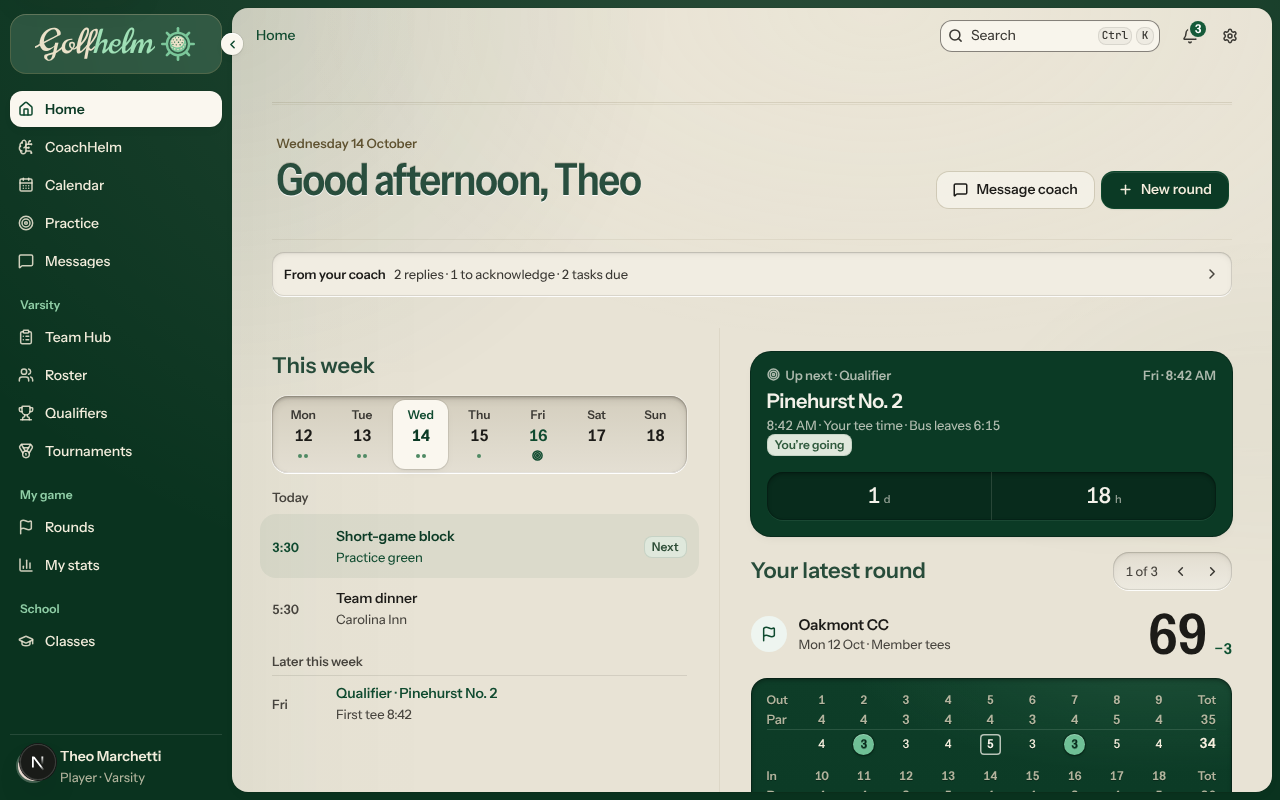 Golfhelm
Home
CoachHelm
Calendar
Practice
Messages
Varsity
Team Hub
Roster
Qualifiers
Tournaments
My game
Rounds
My stats
School
Classes
N
Theo Marchetti
Player · Varsity
Home
Search Ctrl K
3
Wednesday 14 October
Good afternoon, Theo
Message coach
New round
From your coach 2 replies · 1 to acknowledge · 2 tasks due
This week
Mon Tue Wed Thu Fri Sat Sun
12 13 14 15 16 17 18
Today
3:30 Short-game block
Practice green
Next
5:30 Team dinner
Carolina Inn
Later this week
Fri Qualifier · Pinehurst No. 2
First tee 8:42
Up next · Qualifier Fri · 8:42 AM
Pinehurst No. 2
8:42 AM · Your tee time · Bus leaves 6:15
You're going
1 d 18 h
Your latest round
1 of 3
Oakmont CC
Mon 12 Oct · Member tees
69 −3
Out 1 2 3 4 5 6 7 8 9 Tot
Par 4 4 3 4 4 3 4 5 4 35
4 3 3 4 5 3 3 5 4 34
In 10 11 12 13 14 15 16 17 18 Tot